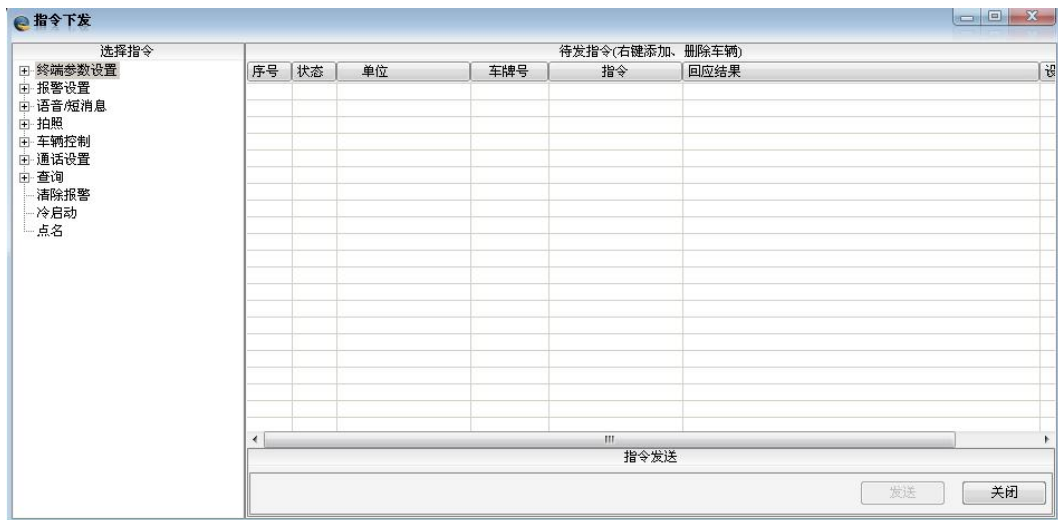 指令下发
选择指令
终端参数设置
报警设置
语音/短消息
拍照
车辆控制
通话设置
查询
清除报警
冷启动
点名
待发指令(右键添加、删除车辆)
序号 状态 单位 车牌号 指令 回应结果
指令发送
发送 关闭